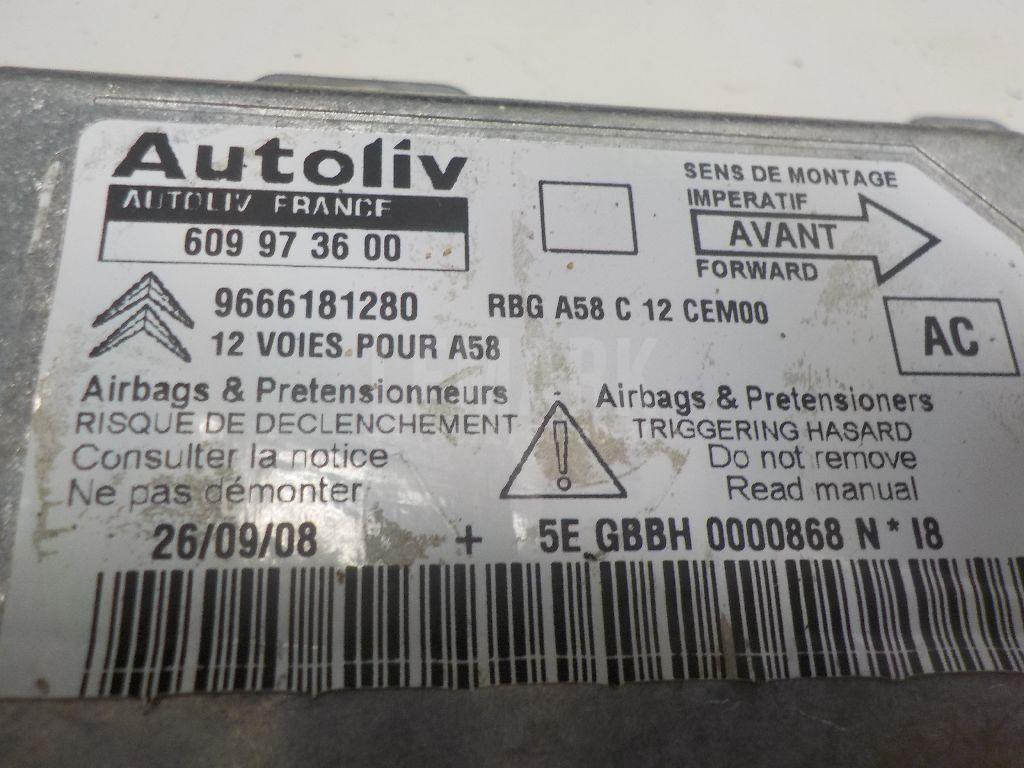 Autoliv
AUTOLIV FRANCE
609 97 36 00
SENS DE MONTAGE
IMPERATIF
AVANT
FORWARD
9666181280
RBG A58 C 12 CEM00
12 VOIES POUR A58
AC
Airbags & Pretensionneurs
RISQUE DE DECLENCHEMENT
Consulter la notice
Ne pas démonter
Airbags & Pretensioners
TRIGGERING HASARD
Do not remove
Read manual
26/09/08 + 5E GBBH 0000868 N * I8